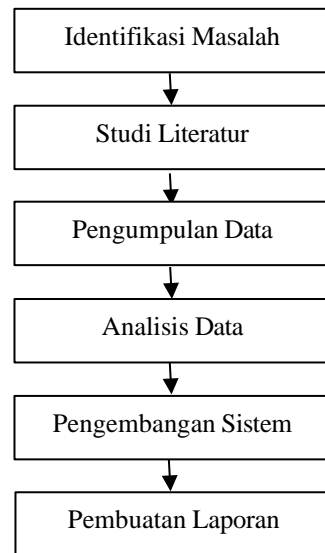 Identifikasi Masalah
Studi Literatur
Pengumpulan Data
Analisis Data
Pengembangan Sistem
Pembuatan Laporan